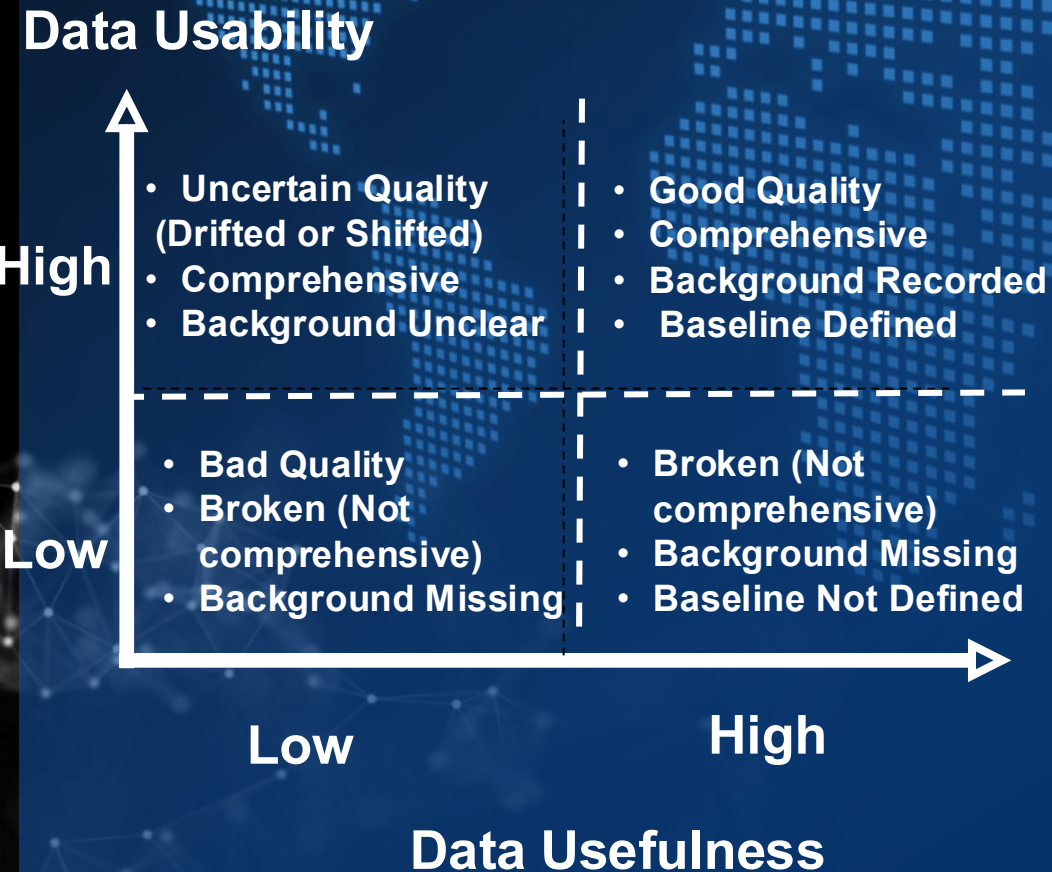 Data Usability
High
• Uncertain Quality
(Drifted or Shifted)
• Comprehensive
• Background Unclear
• Good Quality
• Comprehensive
• Background Recorded
• Baseline Defined
Low
• Bad Quality
• Broken (Not
comprehensive)
• Background Missing
• Broken (Not
comprehensive)
• Background Missing
• Baseline Not Defined
Low
High
Data Usefulness